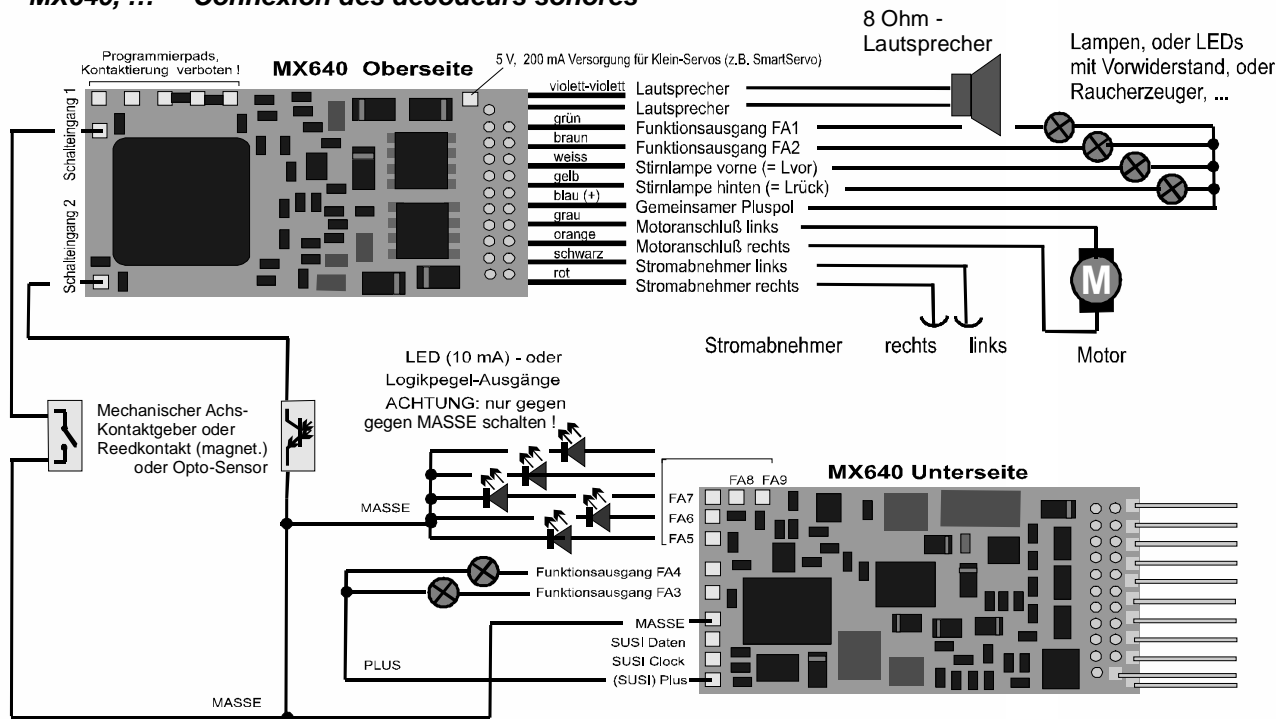 MX640, … Connexion des décodeurs sonores
8 Ohm -
Lautsprecher
Lampen, oder LEDs
mit Vorwiderstand, oder
Raucherzeuger, ...
Programmierpads,
Kontaktierung verboten !
MX640 Oberseite
5 V, 200 mA Versorgung für Klein-Servos (z.B. SmartServo)
Schalteingang 1
Schalteingang 2
violett-violett Lautsprecher
Lautsprecher
grün Funktionsausgang FA1
braun Funktionsausgang FA2
weiss Stirnlampe vorne (= Lvor)
gelb Stirnlampe hinten (= Lrück)
blau (+) Gemeinsamer Pluspol
grau Motoranschluß links
orange Motoranschluß rechts
schwarz Stromabnehmer links
rot Stromabnehmer rechts
M
Stromabnehmer rechts links
Motor
LED (10 mA) - oder
Logikpegel-Ausgänge
ACHTUNG: nur gegen
gegen MASSE schalten !
Mechanischer Achs-
Kontaktgeber oder
Reedkontakt (magnet.)
oder Opto-Sensor
MX640 Unterseite
FA8 FA9
FA7
FA6
FA5
MASSE
Funktionsausgang FA4
Funktionsausgang FA3
MASSE
SUSI Daten
SUSI Clock
(SUSI) Plus
PLUS
MASSE